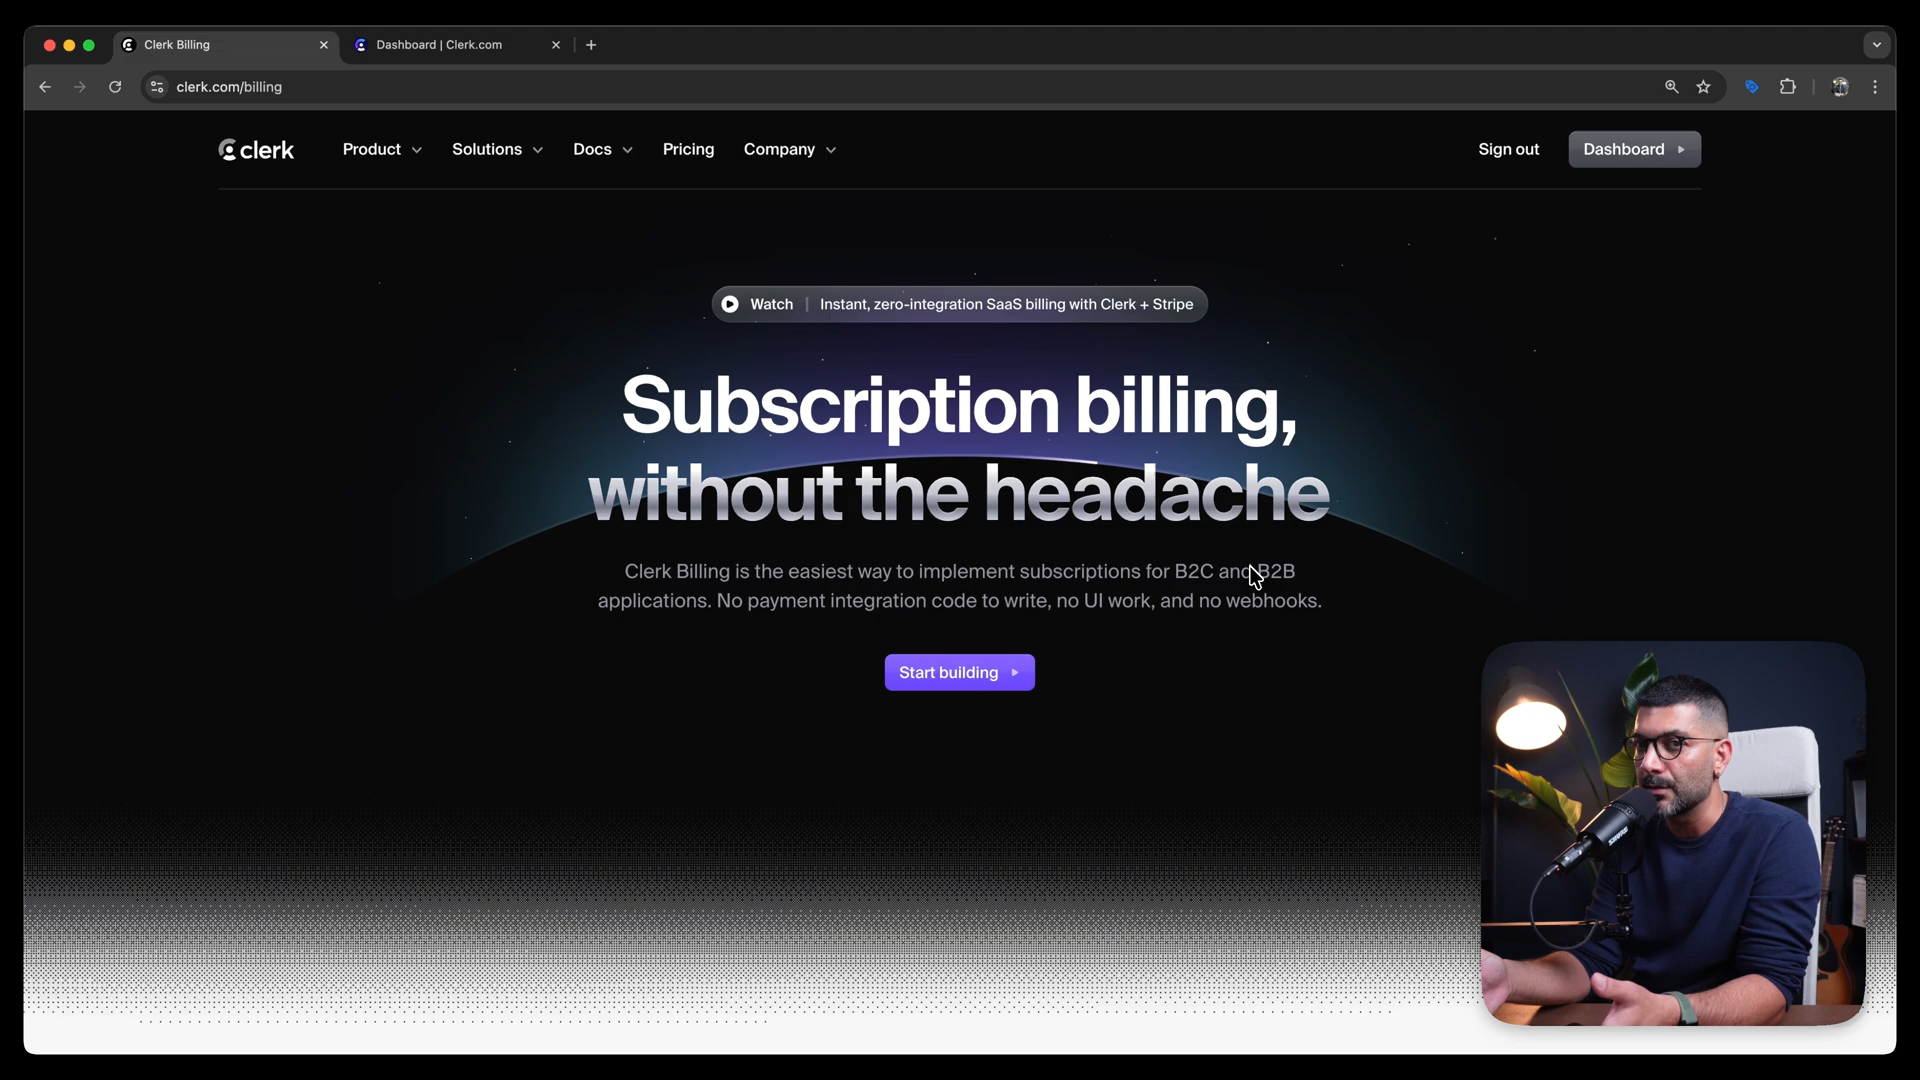 Clerk Billing
Dashboard | Clerk.com
clerk.com/billing
clerk
Product
Solutions
Docs
Pricing
Company
Sign out
Dashboard
Watch | Instant, zero-integration SaaS billing with Clerk + Stripe
Subscription billing,
without the headache
Clerk Billing is the easiest way to implement subscriptions for B2C and B2B
applications. No payment integration code to write, no UI work, and no webhooks.
Start building
SHURE